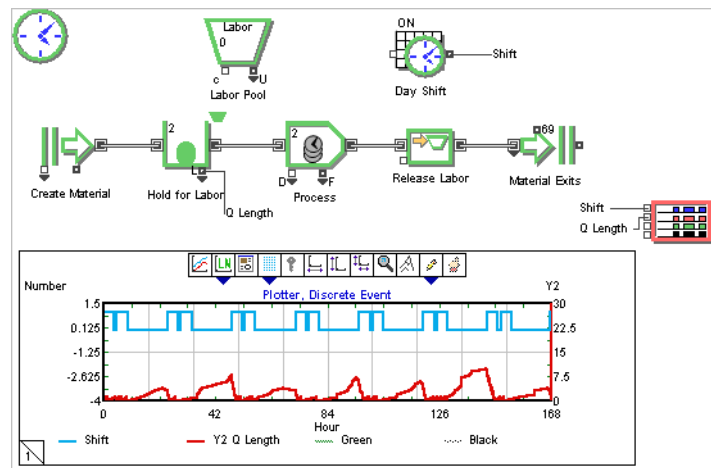 ON
Labor
0
c U
Labor Pool
Shift
Day Shift
2
2
69
L
D F
Create Material
Hold for Labor
Process
Release Labor
Material Exits
Q Length
Shift
Q Length
LN
Number
Plotter, Discrete Event
Y2
1.5
30
0.125
22.5
-1.125
15
-2.625
7.5
-4
0
0 42 84 126 168
Hour
Shift Y2 Q Length Green Black
1